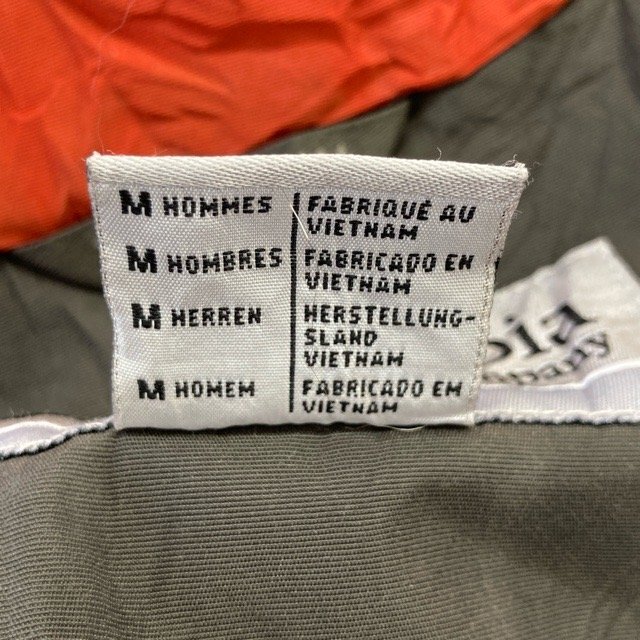 M HOMMES
FABRIQUÉ AU
VIETNAM
M HOMBRES
FABRICADO EN
VIETNAM
M HERREN
HERSTELLUNG-
SLAND
VIETNAM
M HOMEM
FABRICADO EM
VIETNAM